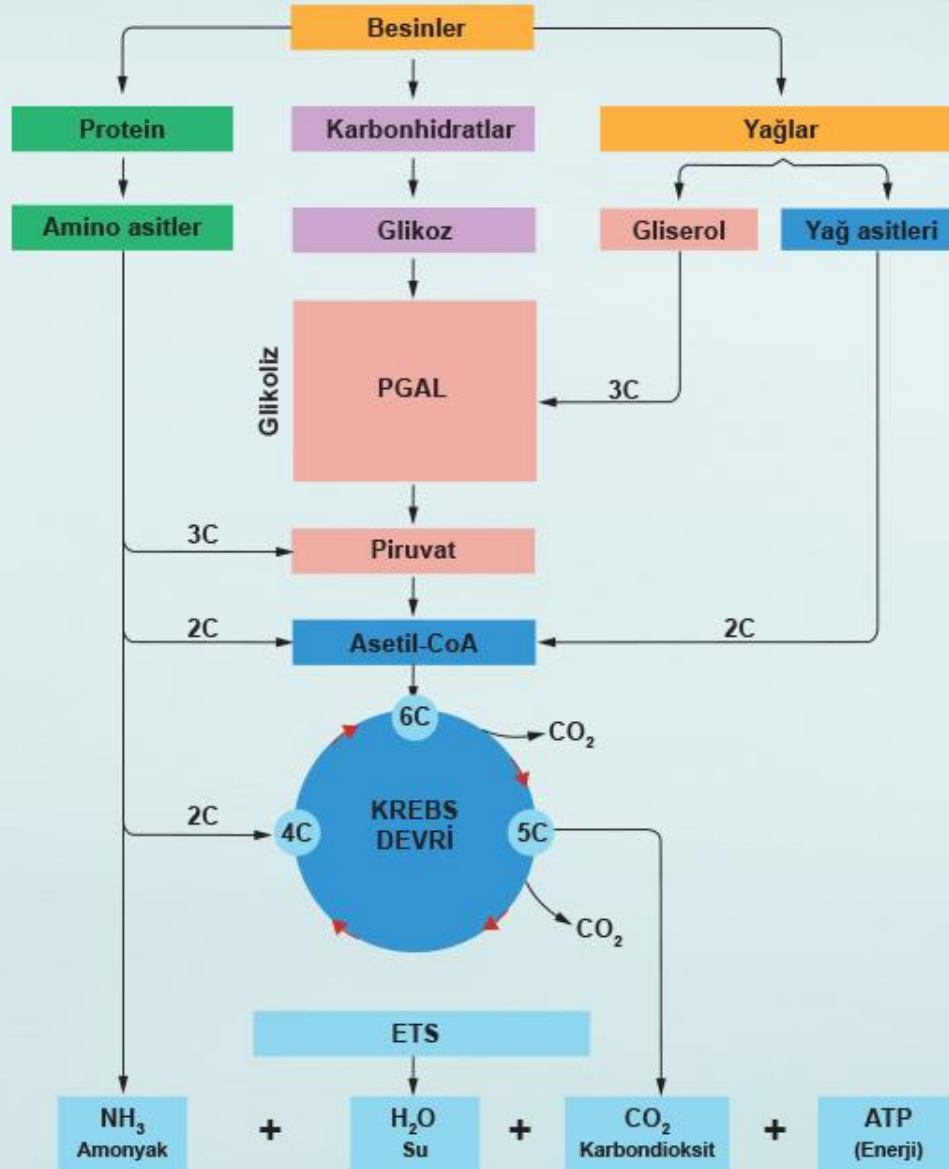 Besinler
Protein
Karbonhidratlar
Yağlar
Amino asitler
Glikoz
Gliserol
Yağ asitleri
Glikoliz
PGAL
3C
3C
Piruvat
2C
Asetil-CoA
2C
6C
CO₂
2C
4C
KREBS
DEVRİ
5C
CO₂
ETS
NH₃
Amonyak
+
H₂O
Su
+
CO₂
Karbondioksit
+
ATP
(Enerji)